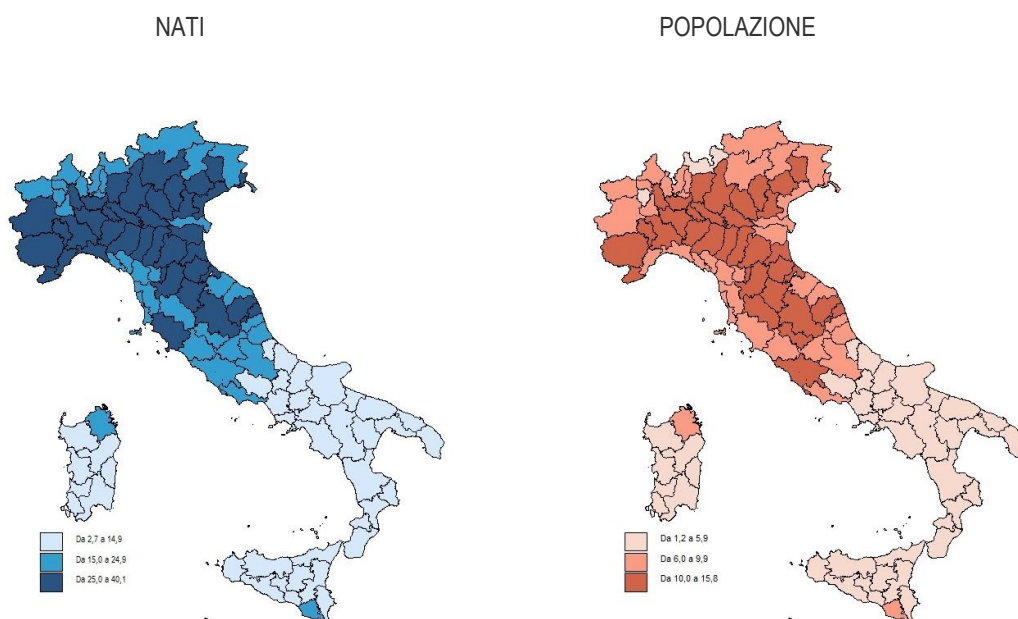 NATI
POPOLAZIONE
Da 2,7 a 14,9
Da 15,0 a 24,9
Da 25,0 a 40,1
Da 1,2 a 5,9
Da 6,0 a 9,9
Da 10,0 a 15,8